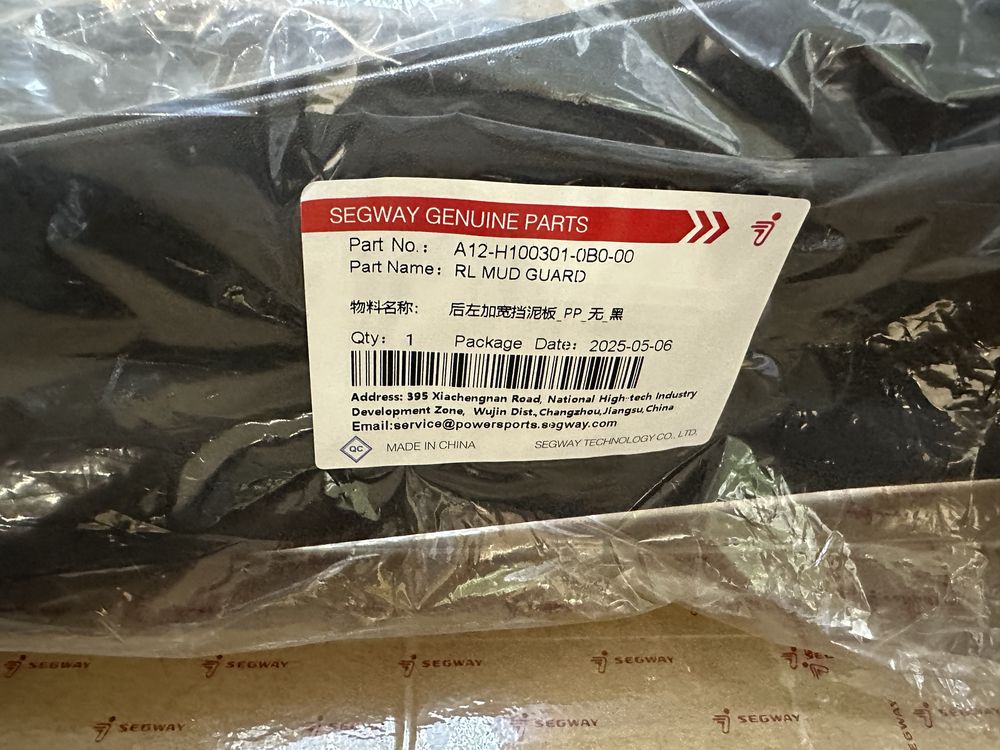 SEGWAY GENUINE PARTS
Part No.: A12-H100301-0B0-00
Part Name: RL MUD GUARD
物料名称: 后左加宽挡泥板_PP_无_黑
Qty: 1 Package Date: 2025-05-06
Address: 395 Xiachengnan Road, National High-tech Industry
Development Zone, Wujin Dist., Changzhou, Jiangsu, China
Email:service@powersports.segway.com
QC MADE IN CHINA SEGWAY TECHNOLOGY CO., LTD.
SEGWAY SEGWAY SEGWAY SEGWAY
SEGWAY SEGWAY SEGWAY